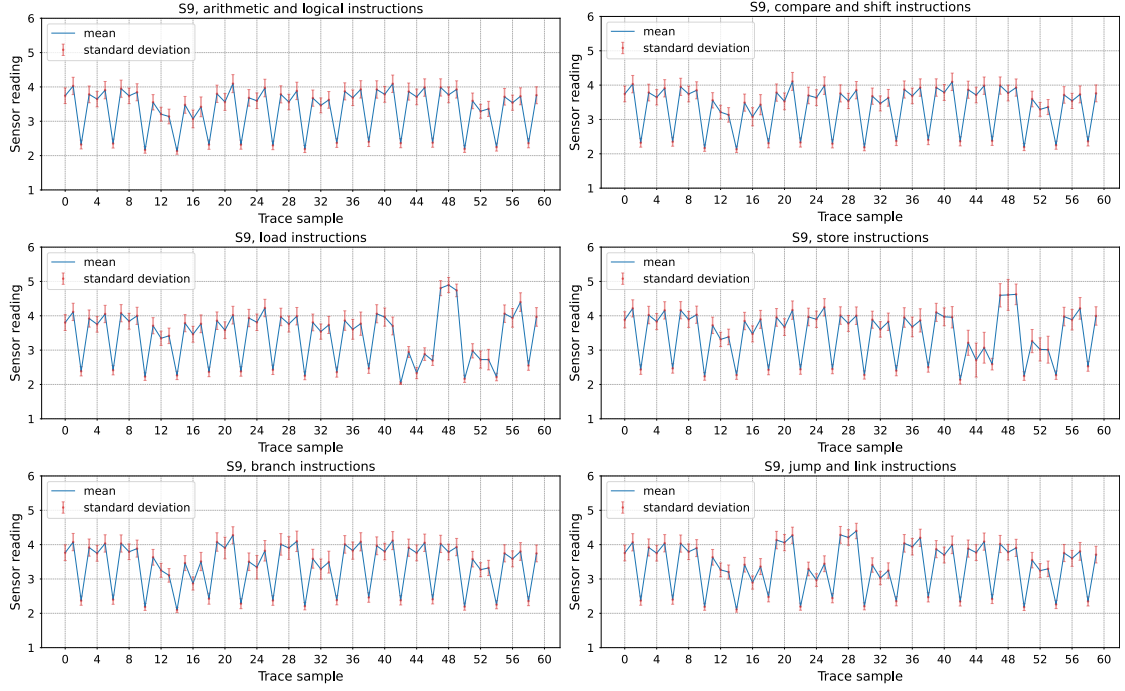 S9, arithmetic and logical instructions
6
5
4
3
2
1
Sensor reading
mean
standard deviation
0 4 8 12 16 20 24 28 32 36 40 44 48 52 56 60
Trace sample
S9, compare and shift instructions
6
5
4
3
2
1
Sensor reading
mean
standard deviation
0 4 8 12 16 20 24 28 32 36 40 44 48 52 56 60
Trace sample
S9, load instructions
6
5
4
3
2
1
Sensor reading
mean
standard deviation
0 4 8 12 16 20 24 28 32 36 40 44 48 52 56 60
Trace sample
S9, store instructions
6
5
4
3
2
1
Sensor reading
mean
standard deviation
0 4 8 12 16 20 24 28 32 36 40 44 48 52 56 60
Trace sample
S9, branch instructions
6
5
4
3
2
1
Sensor reading
mean
standard deviation
0 4 8 12 16 20 24 28 32 36 40 44 48 52 56 60
Trace sample
S9, jump and link instructions
6
5
4
3
2
1
Sensor reading
mean
standard deviation
0 4 8 12 16 20 24 28 32 36 40 44 48 52 56 60
Trace sample